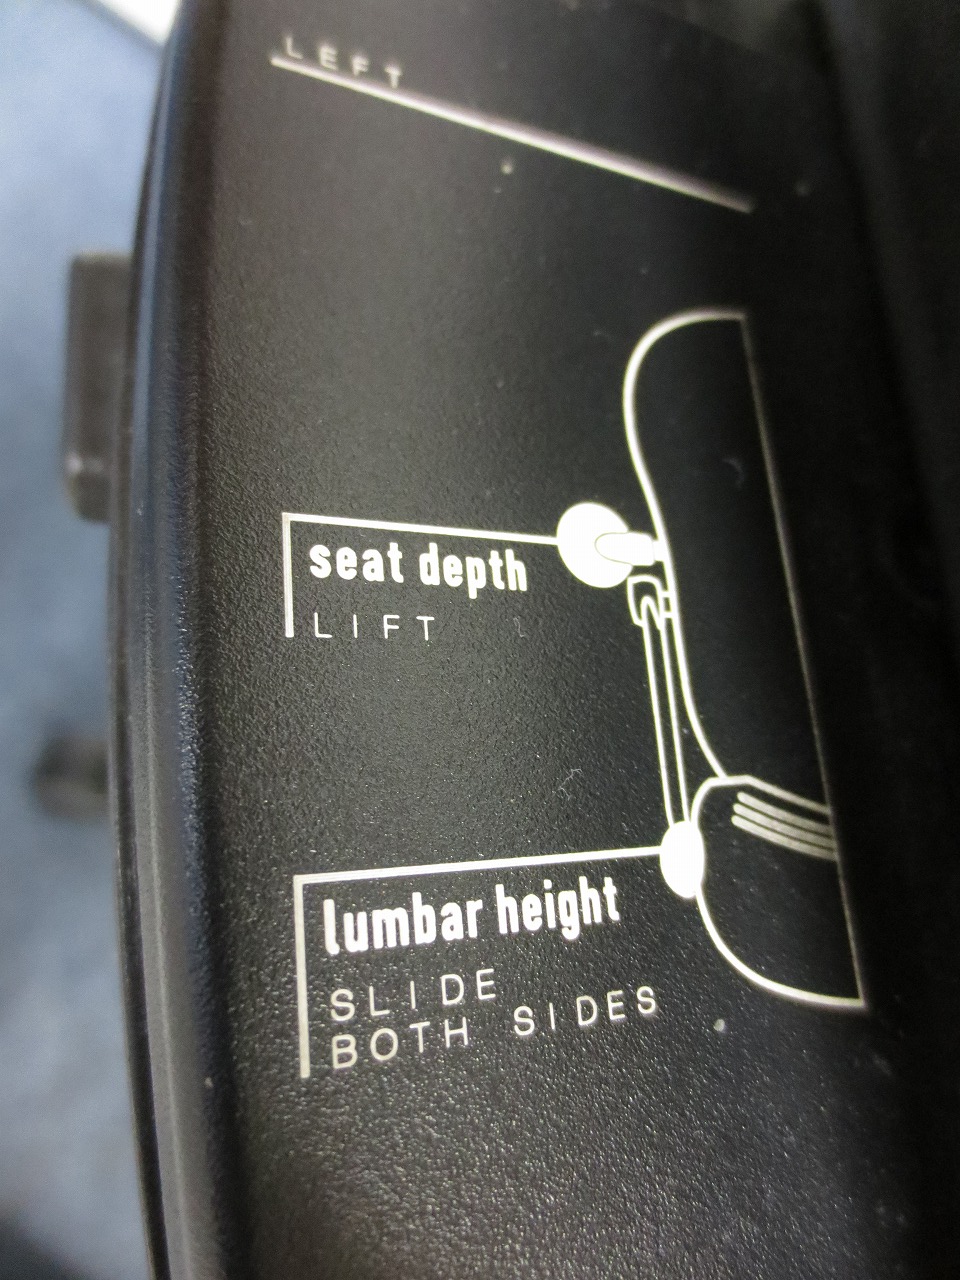 LEFT
seat depth
LIFT
lumbar height
SLIDE
BOTH SIDES